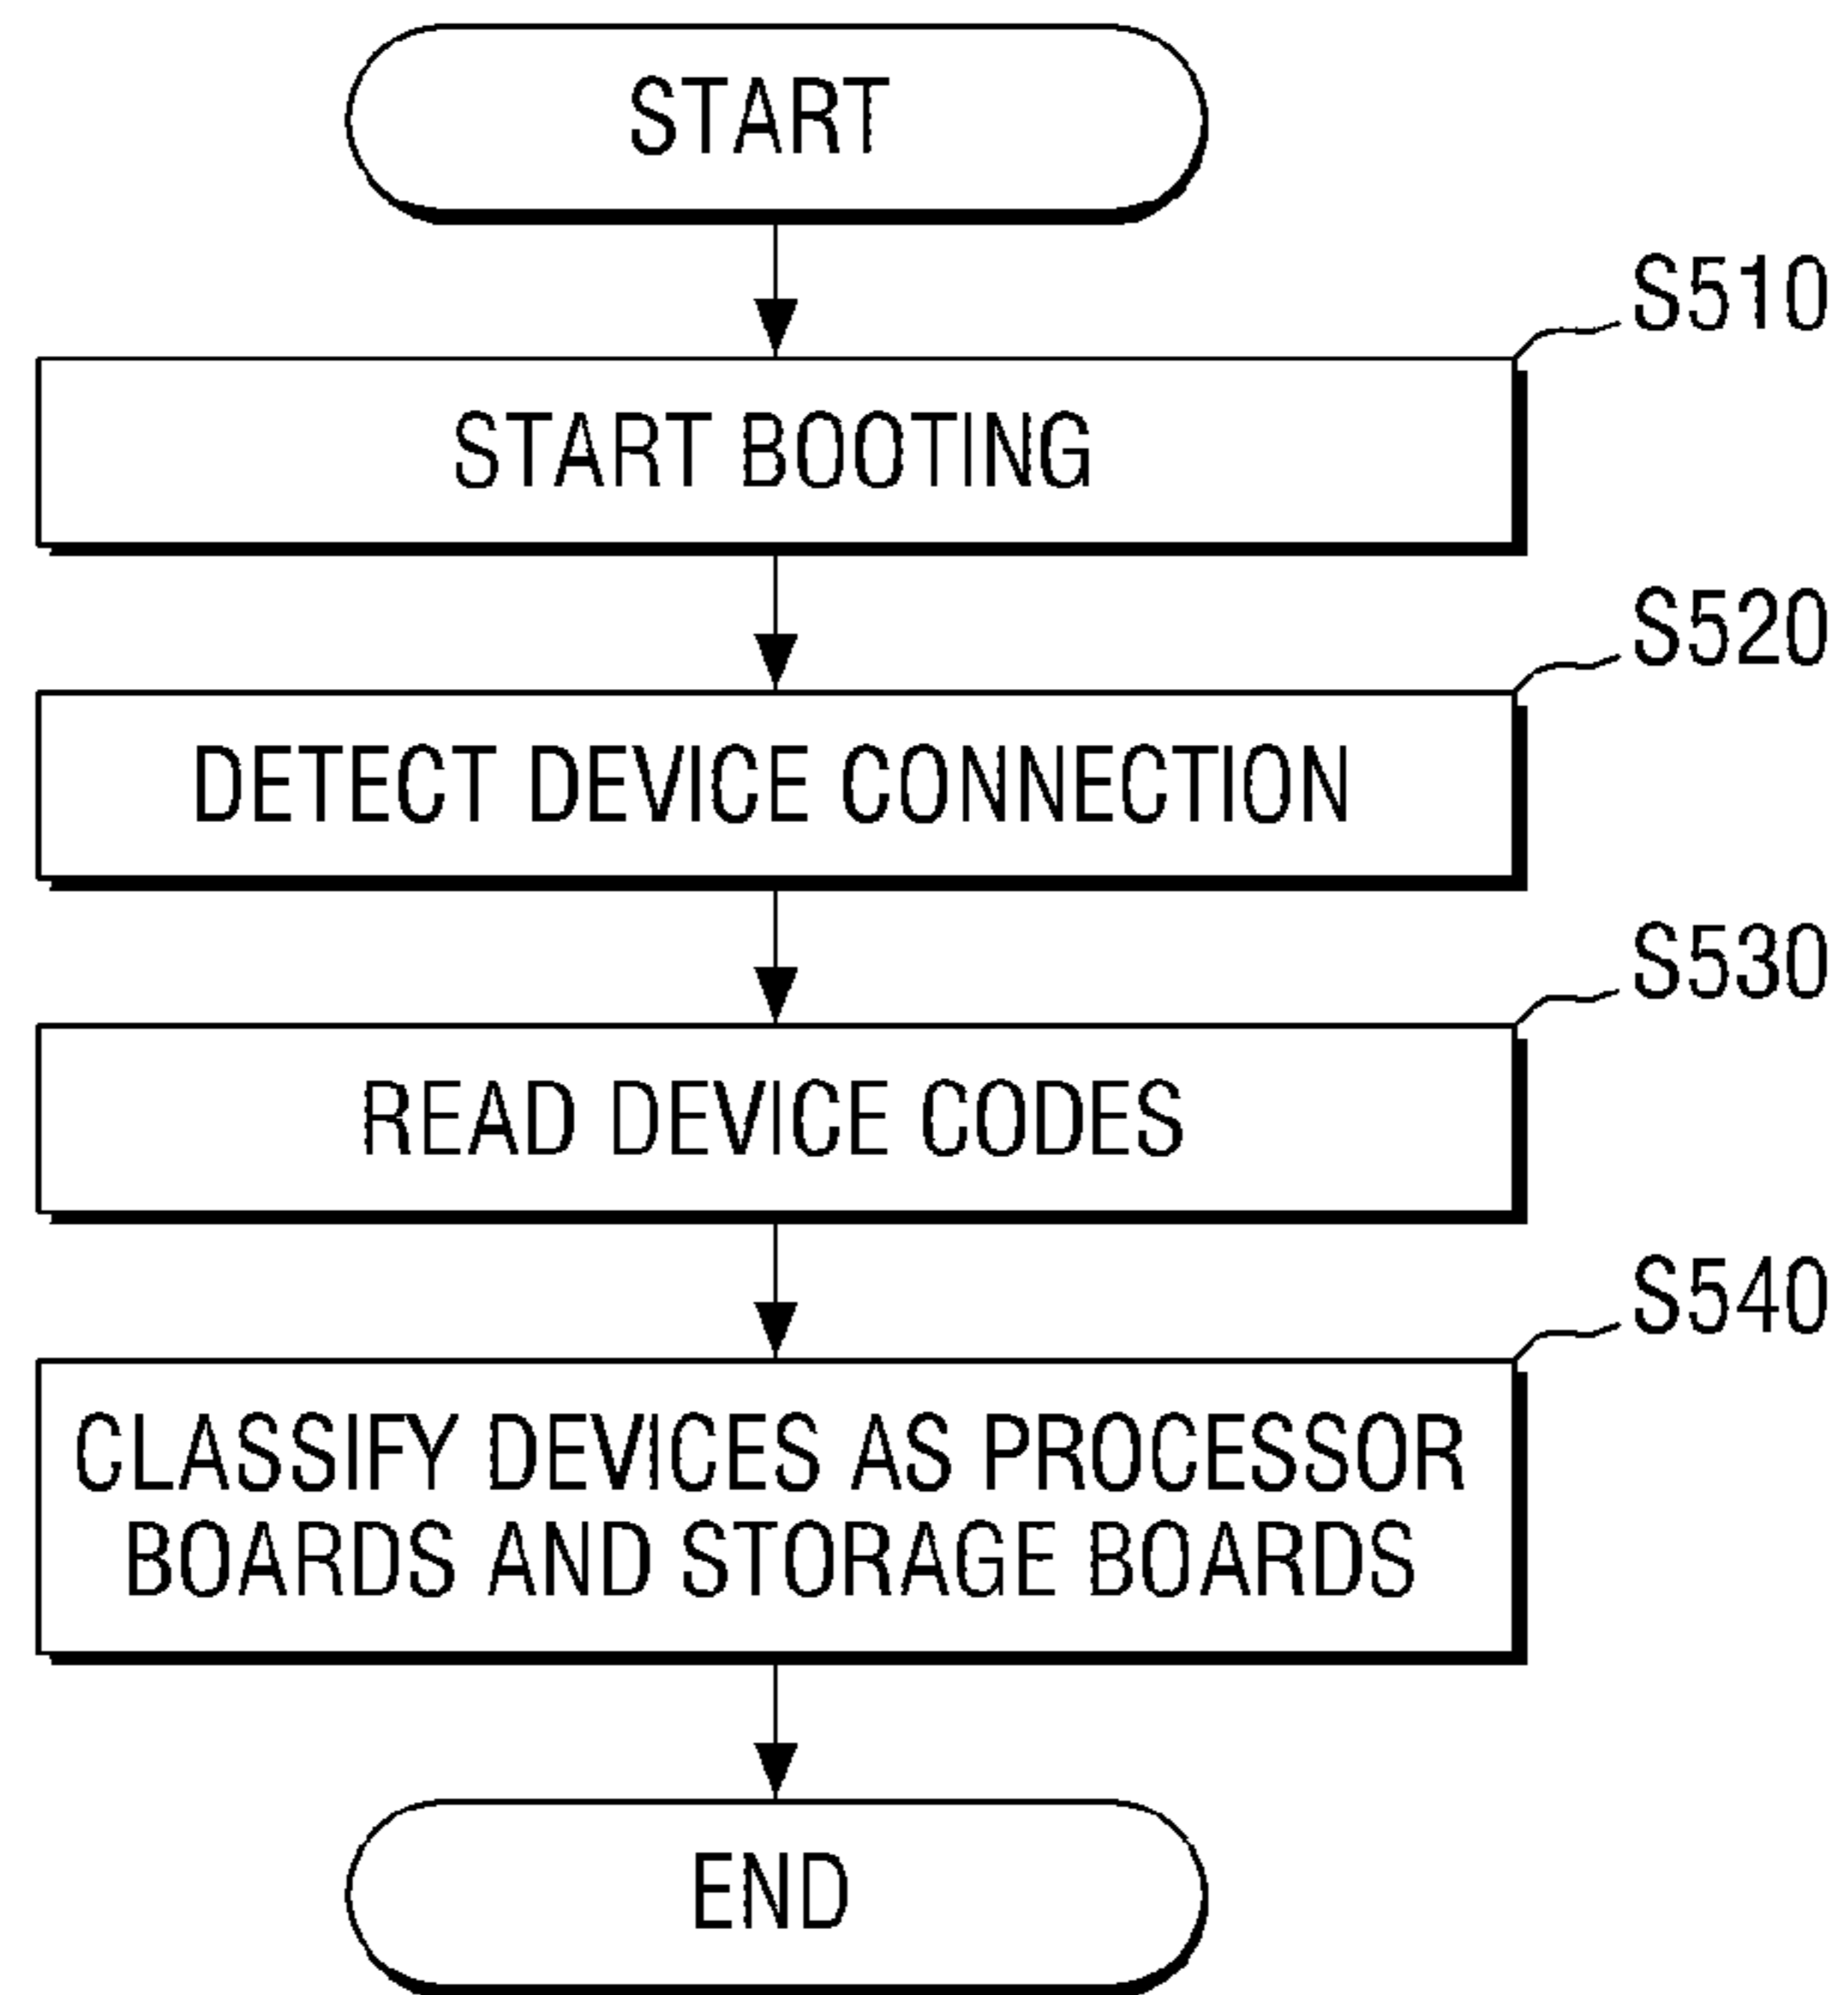 START
S510
START BOOTING
S520
DETECT DEVICE CONNECTION
S530
READ DEVICE CODES
S540
CLASSIFY DEVICES AS PROCESSOR
BOARDS AND STORAGE BOARDS
END